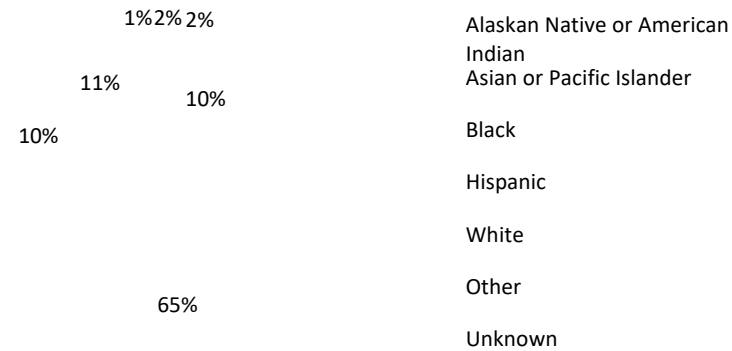 1% 2% 2%
11%
10%
10%
65%
Alaskan Native or American
Indian
Asian or Pacific Islander
Black
Hispanic
White
Other
Unknown